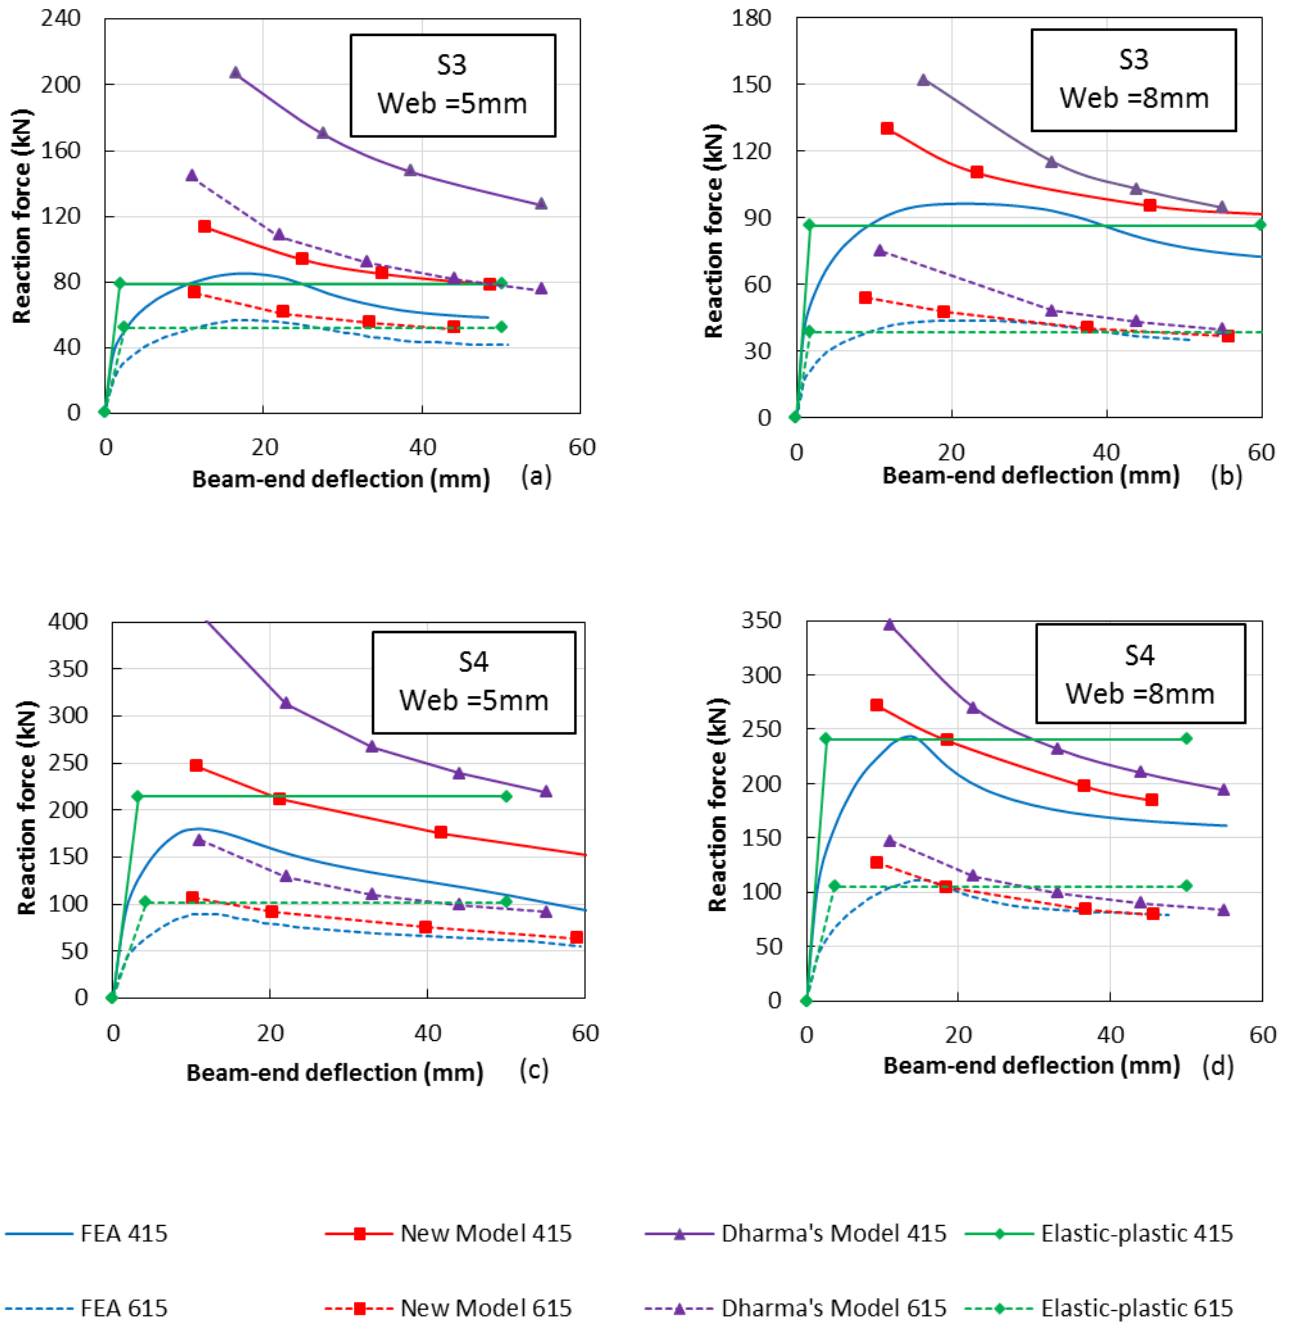 240
200
160
120
80
40
0
Reaction force (kN)
S3
Web =5mm
0 20 40 60
Beam-end deflection (mm) (a)
180
150
120
90
60
30
0
Reaction force (kN)
S3
Web =8mm
0 20 40 60
Beam-end deflection (mm) (b)
400
350
300
250
200
150
100
50
0
Reaction force (kN)
S4
Web =5mm
0 20 40 60
Beam-end deflection (mm) (c)
350
300
250
200
150
100
50
0
Reaction force (kN)
S4
Web =8mm
0 20 40 60
Beam-end deflection (mm) (d)
FEA 415 New Model 415 Dharma's Model 415 Elastic-plastic 415
FEA 615 New Model 615 Dharma's Model 615 Elastic-plastic 615